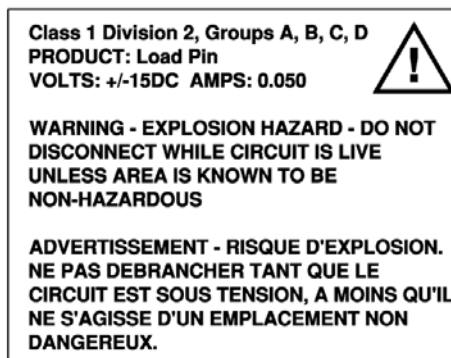 Class 1 Division 2, Groups A, B, C, D
PRODUCT: Load Pin
VOLTS: +/-15DC AMPS: 0.050
WARNING - EXPLOSION HAZARD - DO NOT
DISCONNECT WHILE CIRCUIT IS LIVE
UNLESS AREA IS KNOWN TO BE
NON-HAZARDOUS
ADVERTISSEMENT - RISQUE D'EXPLOSION.
NE PAS DEBRANCHER TANT QUE LE
CIRCUIT EST SOUS TENSION, A MOINS QU'IL
NE S'AGISSE D'UN EMPLACEMENT NON
DANGEREUX.